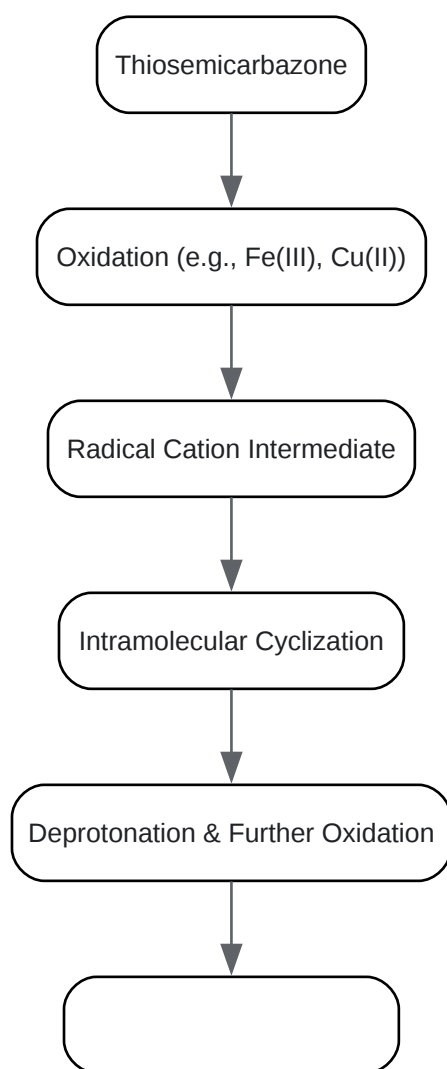 Thiosemicarbazone
Oxidation (e.g., Fe(III), Cu(II))
Radical Cation Intermediate
Intramolecular Cyclization
Deprotonation & Further Oxidation